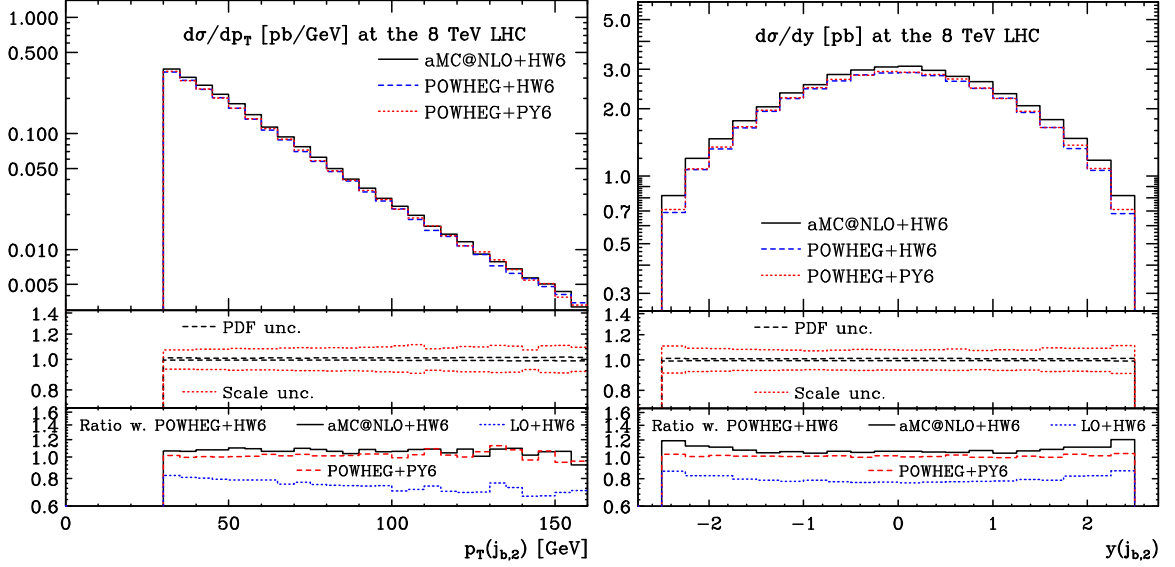 dσ/dp_T [pb/GeV] at the 8 TeV LHC
aMC@NLO+HW6
POWHEG+HW6
POWHEG+PY6
1.000
0.500
0.100
0.050
0.010
0.005
1.4
1.2
1.0
0.8
PDF unc.
Scale unc.
1.6
1.4
1.2
1.0
0.8
0.6
Ratio w. POWHEG+HW6 aMC@NLO+HW6 LO+HW6
POWHEG+PY6
0 50 100 150
p_T(j_{b,2}) [GeV]
dσ/dy [pb] at the 8 TeV LHC
5.0
3.0
2.0
1.0
0.7
0.5
0.3
aMC@NLO+HW6
POWHEG+HW6
POWHEG+PY6
1.4
1.2
1.0
0.8
PDF unc.
Scale unc.
1.6
1.4
1.2
1.0
0.8
0.6
Ratio w. POWHEG+HW6 aMC@NLO+HW6 LO+HW6
POWHEG+PY6
−2 −1 0 1 2
y(j_{b,2})